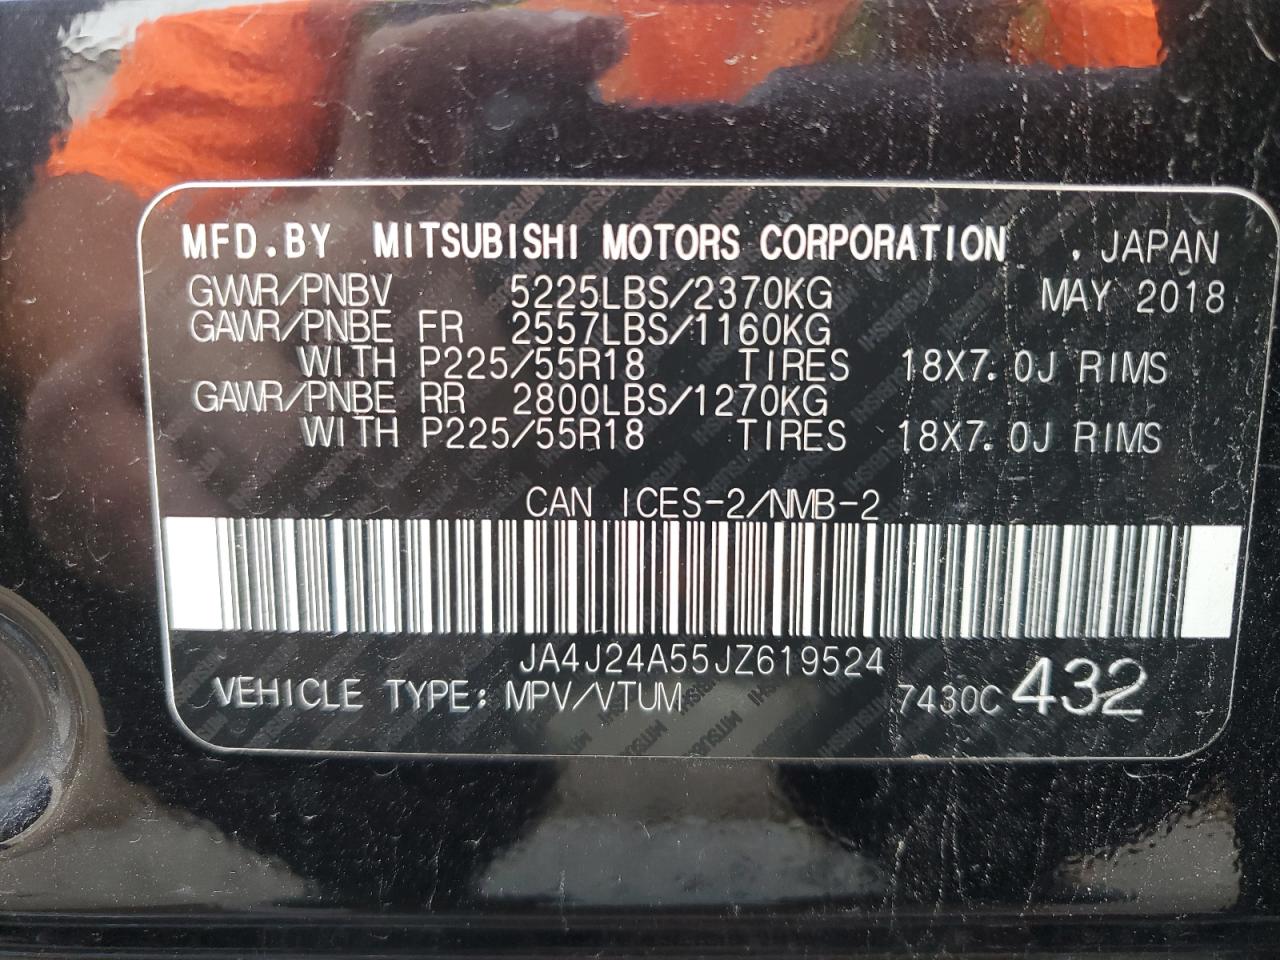 MFD.BY MITSUBISHI MOTORS CORPORATION . JAPAN
GVWR/PNBV 5225LBS/2370KG MAY 2018
GAWR/PNBE FR 2557LBS/1160KG
WITH P225/55R18 TIRES 18X7.0J RIMS
GAWR/PNBE RR 2800LBS/1270KG
WITH P225/55R18 TIRES 18X7.0J RIMS
CAN ICES-2/NMB-2
JA4J24A55JZ619524
VEHICLE TYPE: MPV/VTUM 7430C 432